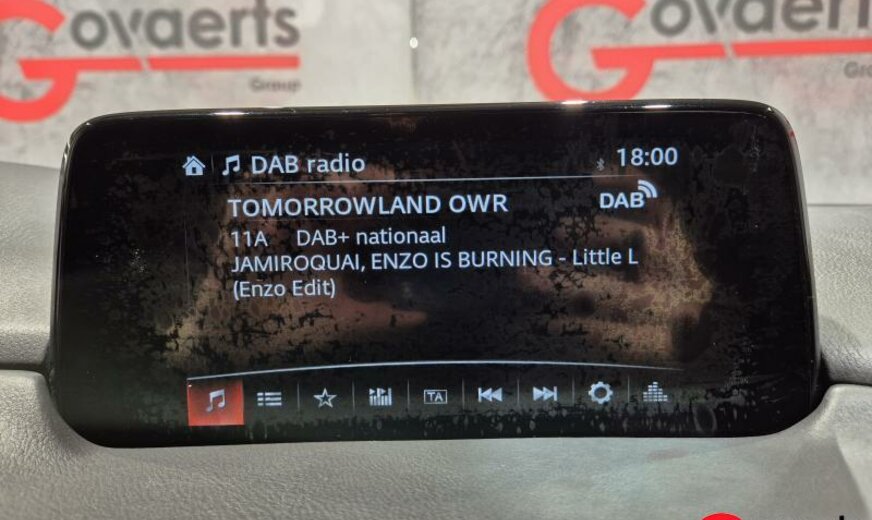 Govaerts
Group
Govaerts
DAB radio
18:00
TOMORROWLAND OWR
DAB
11A DAB+ nationaal
JAMIROQUAI, ENZO IS BURNING - Little L
(Enzo Edit)
TA